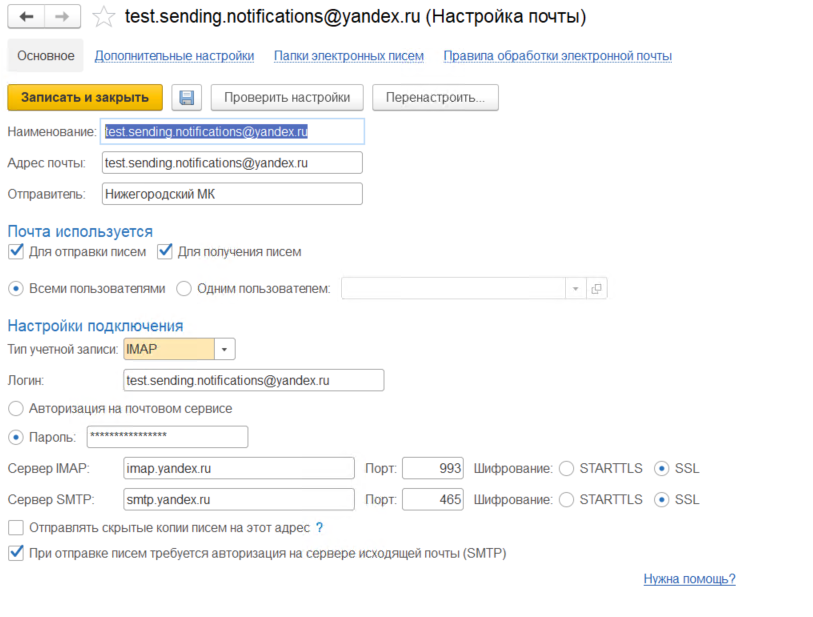 test.sending.notifications@yandex.ru (Настройка почты)
Основное Дополнительные настройки Папки электронных писем Правила обработки электронной почты
Записать и закрыть Проверить настройки Перенастроить...
Наименование: test.sending.notifications@yandex.ru
Адрес почты: test.sending.notifications@yandex.ru
Отправитель: Нижегородский МК
Почта используется
Для отправки писем Для получения писем
Всеми пользователями Одним пользователем:
Настройки подключения
Тип учетной записи: IMAP
Логин: test.sending.notifications@yandex.ru
Авторизация на почтовом сервисе
Пароль: ****************
Сервер IMAP: imap.yandex.ru Порт: 993 Шифрование: STARTTLS SSL
Сервер SMTP: smtp.yandex.ru Порт: 465 Шифрование: STARTTLS SSL
Отправлять скрытые копии писем на этот адрес ?
При отправке писем требуется авторизация на сервере исходящей почты (SMTP)
Нужна помощь?